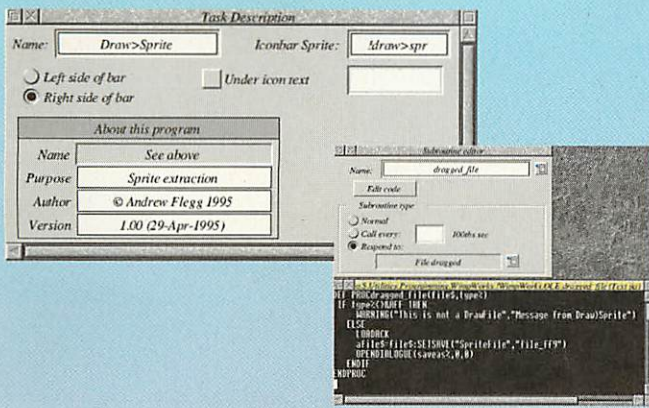 Task Description
Name: Draw>Sprite Iconbar Sprite: !draw>spr
Left side of bar Under icon text
Right side of bar
About this program
Name See above
Purpose Sprite extraction
Author © Andrew Flegg 1995
Version 1.00 (29-Apr-1995)
Subroutine editor
Name: dragged_file
Edit code
Subroutine type
Normal
Call every: 100ths sec
Respond to:
File dragged
DEF PROCdragged_file(file$,type%)
IF type%<>&AFF THEN
WARNING("This is not a DrawFile","Message from Draw>Sprite")
ELSE
LOADACK
afile$=file$:SETSAVE("SpriteFile","file_ff9")
OPENDIALOGUE(saveas%,0,0)
ENDIF
ENDPROC